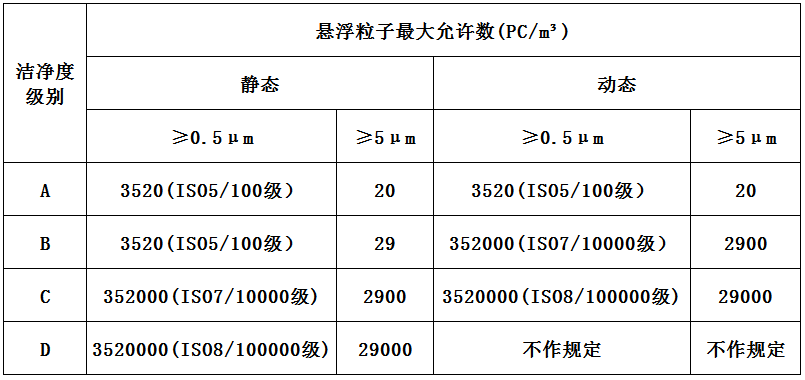 洁净度
级别
悬浮粒子最大允许数(PC/m³)
静态
动态
≥0.5μm
≥5μm
≥0.5μm
≥5μm
A
3520(ISO5/100级)
20
3520(ISO5/100级)
20
B
3520(ISO5/100级)
29
352000(ISO7/10000级)
2900
C
352000(ISO7/10000级)
2900
3520000(ISO8/100000级)
29000
D
3520000(ISO8/100000级)
29000
不作规定
不作规定